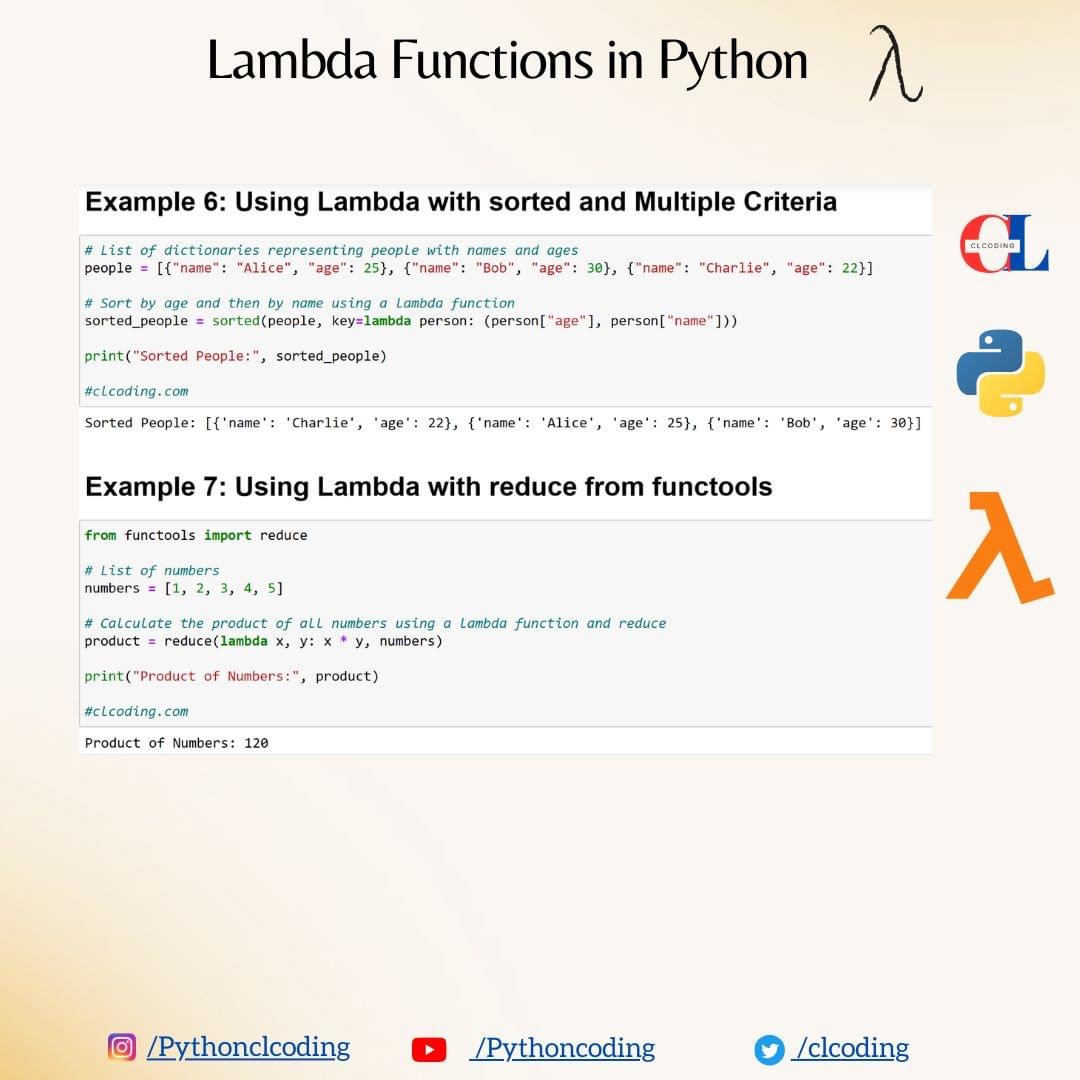 Lambda Functions in Python λ
Example 6: Using Lambda with sorted and Multiple Criteria
# List of dictionaries representing people with names and ages
people = [{"name": "Alice", "age": 25}, {"name": "Bob", "age": 30}, {"name": "Charlie", "age": 22}]
# Sort by age and then by name using a lambda function
sorted_people = sorted(people, key=lambda person: (person["age"], person["name"]))
print("Sorted People:", sorted_people)
#clcoding.com
Sorted People: [{'name': 'Charlie', 'age': 22}, {'name': 'Alice', 'age': 25}, {'name': 'Bob', 'age': 30}]
CL
CLCODING
Example 7: Using Lambda with reduce from functools
from functools import reduce
# List of numbers
numbers = [1, 2, 3, 4, 5]
# Calculate the product of all numbers using a lambda function and reduce
product = reduce(lambda x, y: x * y, numbers)
print("Product of Numbers:", product)
#clcoding.com
Product of Numbers: 120
λ
/Pythonclcoding
/Pythoncoding
/clcoding